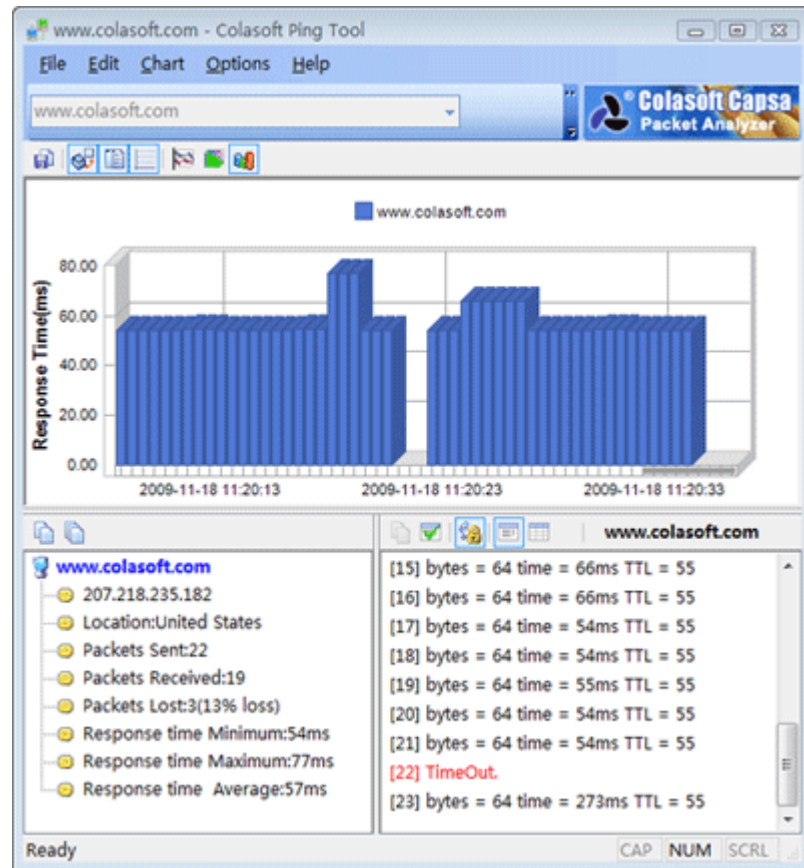 www.colasoft.com - Colasoft Ping Tool
File Edit Chart Options Help
www.colasoft.com
® Colasoft Capsa
Packet Analyzer
www.colasoft.com
Response Time(ms)
80.00
60.00
40.00
20.00
0.00
2009-11-18 11:20:13 2009-11-18 11:20:23 2009-11-18 11:20:33
www.colasoft.com
www.colasoft.com
207.218.235.182
Location:United States
Packets Sent:22
Packets Received:19
Packets Lost:3(13% loss)
Response time Minimum:54ms
Response time Maximum:77ms
Response time Average:57ms
[15] bytes = 64 time = 66ms TTL = 55
[16] bytes = 64 time = 66ms TTL = 55
[17] bytes = 64 time = 54ms TTL = 55
[18] bytes = 64 time = 54ms TTL = 55
[19] bytes = 64 time = 55ms TTL = 55
[20] bytes = 64 time = 54ms TTL = 55
[21] bytes = 64 time = 54ms TTL = 55
[22] TimeOut.
[23] bytes = 64 time = 273ms TTL = 55
Ready CAP NUM SCRL